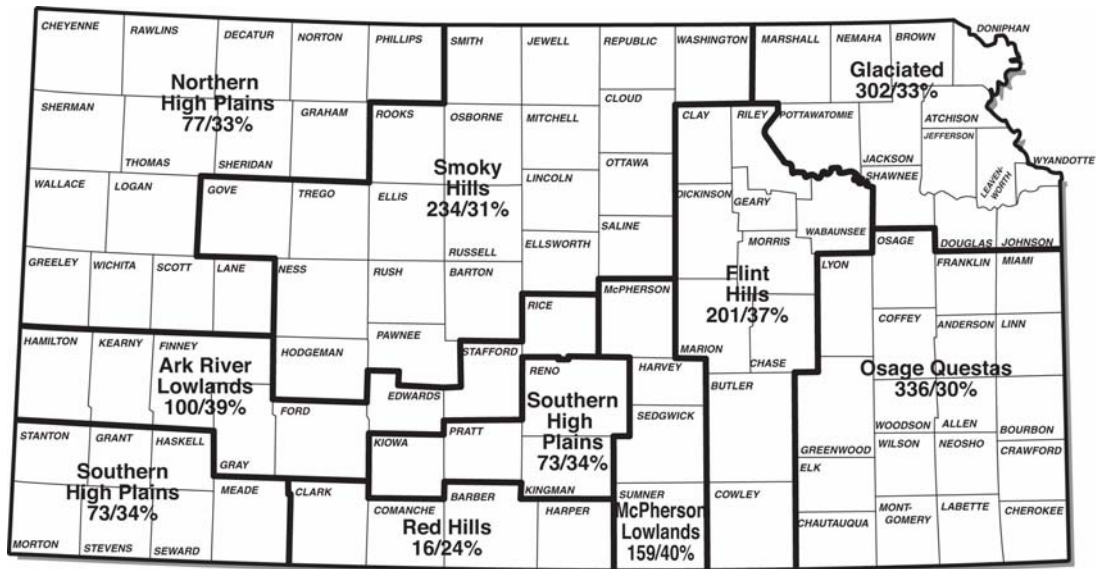 CHEYENNE
RAWLINS
DECATUR
NORTON
PHILLIPS
SMITH
JEWELL
REPUBLIC
WASHINGTON
MARSHALL
NEMAHA
BROWN
DONIPHAN
Northern
High Plains
77/33%
Glaciated
302/33%
SHERMAN
THOMAS
SHERIDAN
GRAHAM
ROOKS
OSBORNE
MITCHELL
CLOUD
CLAY
RILEY
POTTAWATOMIE
JACKSON
ATCHISON
JEFFERSON
LEAVEN-
WORTH
WYANDOTTE
SHAWNEE
Smoky
Hills
234/31%
OTTAWA
LINCOLN
WALLACE
LOGAN
GOVE
TREGO
ELLIS
RUSSELL
ELLSWORTH
SALINE
DICKINSON
GEARY
MORRIS
WABAUNSEE
OSAGE
DOUGLAS
JOHNSON
GREELEY
WICHITA
SCOTT
LANE
NESS
RUSH
BARTON
RICE
McPHERSON
Flint
Hills
201/37%
MARION
CHASE
LYON
COFFEY
FRANKLIN
MIAMI
ANDERSON
LINN
Osage Questas
336/30%
HAMILTON
KEARNY
FINNEY
Ark River
Lowlands
100/39%
HODGEMAN
PAWNEE
STAFFORD
EDWARDS
RENO
HARVEY
SEDGWICK
BUTLER
Southern
High
Plains
73/34%
FORD
GRAY
KIOWA
PRATT
KINGMAN
GREENWOOD
WOODSON
ALLEN
BOURBON
WILSON
NEOSHO
CRAWFORD
STANTON
GRANT
HASKELL
Southern
High Plains
73/34%
MEADE
CLARK
COMANCHE
BARBER
HARPER
Red Hills
16/24%
SUMNER
McPherson
Lowlands
159/40%
COWLEY
ELK
CHAUTAUQUA
MONT-
GOMERY
LABETTE
CHEROKEE
MORTON
STEVENS
SEWARD